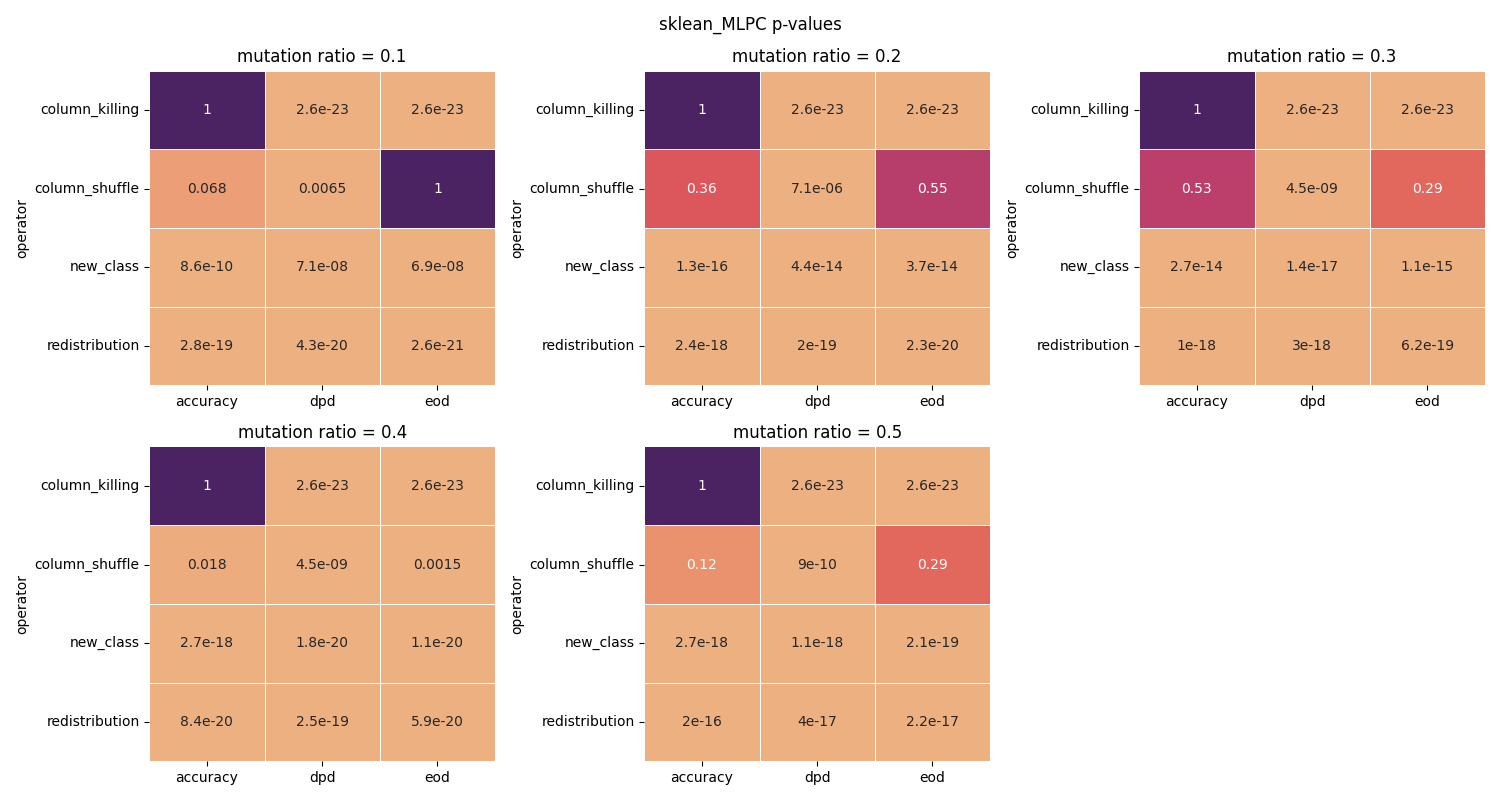 sklean_MLPC p-values
mutation ratio = 0.1
operator
column_killing 1 2.6e-23 2.6e-23
column_shuffle 0.068 0.0065 1
new_class 8.6e-10 7.1e-08 6.9e-08
redistribution 2.8e-19 4.3e-20 2.6e-21
accuracy dpd eod
mutation ratio = 0.2
operator
column_killing 1 2.6e-23 2.6e-23
column_shuffle 0.36 7.1e-06 0.55
new_class 1.3e-16 4.4e-14 3.7e-14
redistribution 2.4e-18 2e-19 2.3e-20
accuracy dpd eod
mutation ratio = 0.3
operator
column_killing 1 2.6e-23 2.6e-23
column_shuffle 0.53 4.5e-09 0.29
new_class 2.7e-14 1.4e-17 1.1e-15
redistribution 1e-18 3e-18 6.2e-19
accuracy dpd eod
mutation ratio = 0.4
operator
column_killing 1 2.6e-23 2.6e-23
column_shuffle 0.018 4.5e-09 0.0015
new_class 2.7e-18 1.8e-20 1.1e-20
redistribution 8.4e-20 2.5e-19 5.9e-20
accuracy dpd eod
mutation ratio = 0.5
operator
column_killing 1 2.6e-23 2.6e-23
column_shuffle 0.12 9e-10 0.29
new_class 2.7e-18 1.1e-18 2.1e-19
redistribution 2e-16 4e-17 2.2e-17
accuracy dpd eod